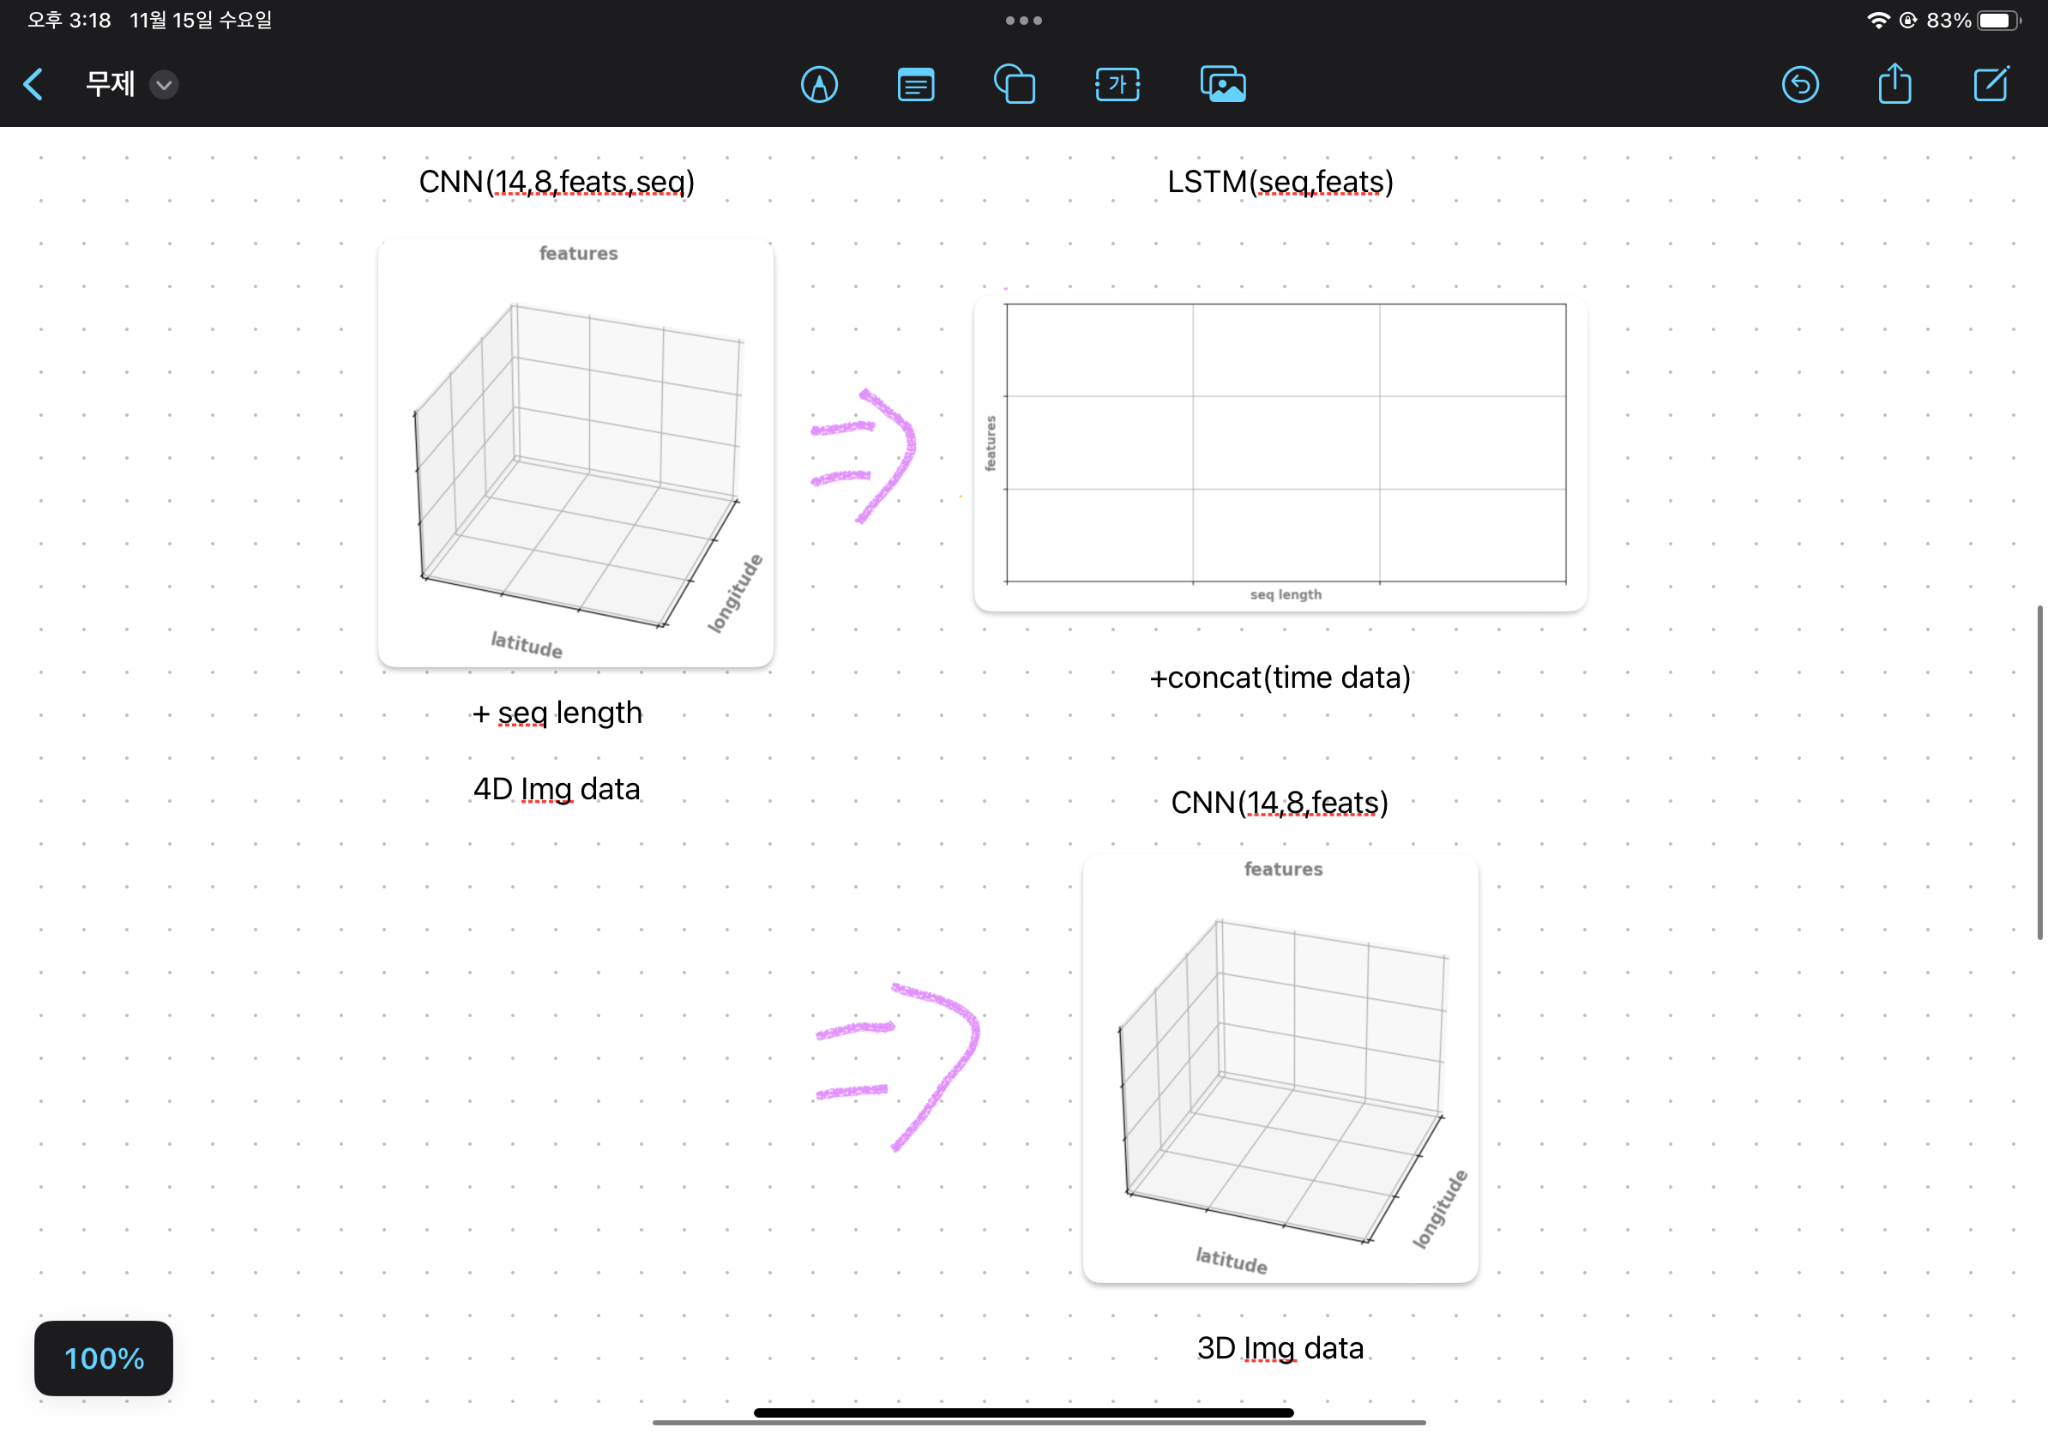 오후 3:18 11월 15일 수요일
83%
무제
가
CNN(14,8,feats,seq)
features
latitude
longitude
+ seq length
4D Img data
LSTM(seq,feats)
features
seq length
+concat(time data)
CNN(14,8,feats)
features
latitude
longitude
3D Img data
100%